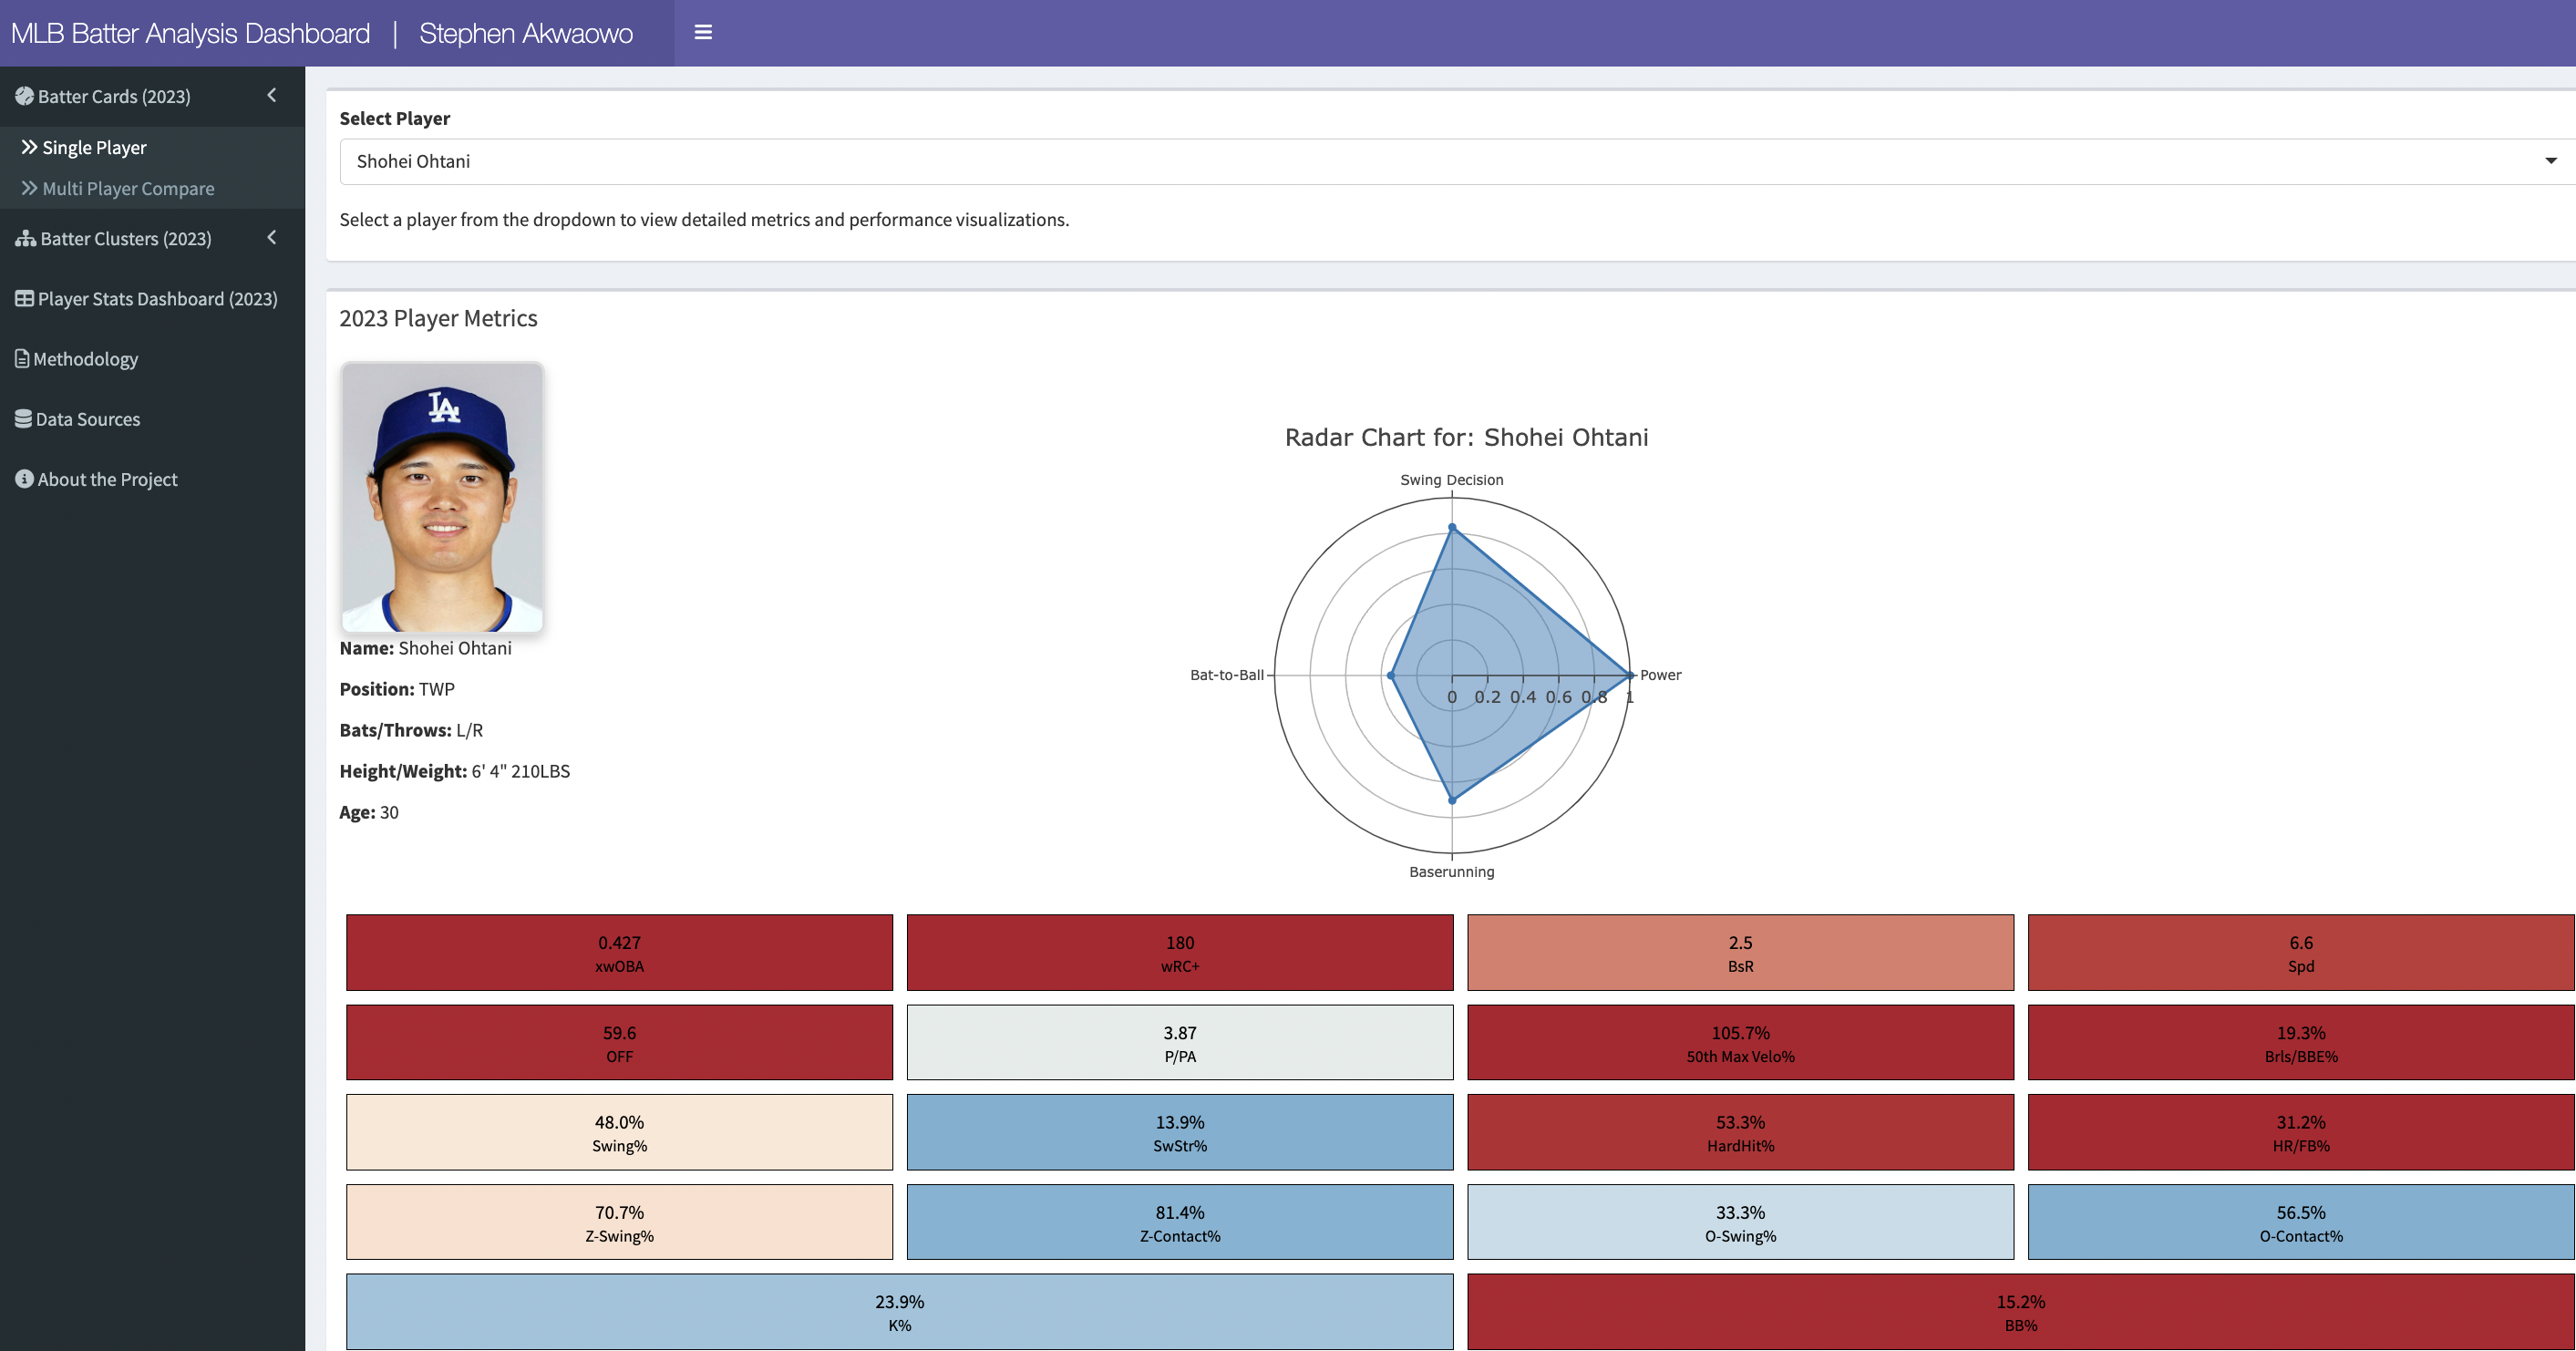 MLB Batter Analysis Dashboard | Stephen Akwaowo
Batter Cards (2023)
Single Player
Multi Player Compare
Batter Clusters (2023)
Player Stats Dashboard (2023)
Methodology
Data Sources
About the Project
Select Player
Shohei Ohtani
Select a player from the dropdown to view detailed metrics and performance visualizations.
2023 Player Metrics
LA
Name: Shohei Ohtani
Position: TWP
Bats/Throws: L/R
Height/Weight: 6' 4" 210LBS
Age: 30
Radar Chart for: Shohei Ohtani
Swing Decision
Bat-to-Ball
Power
0 0.2 0.4 0.6 0.8 1
Baserunning
0.427
xwOBA
180
wRC+
2.5
BsR
6.6
Spd
59.6
OFF
3.87
P/PA
105.7%
50th Max Velo%
19.3%
Brls/BBE%
48.0%
Swing%
13.9%
SwStr%
53.3%
HardHit%
31.2%
HR/FB%
70.7%
Z-Swing%
81.4%
Z-Contact%
33.3%
O-Swing%
56.5%
O-Contact%
23.9%
K%
15.2%
BB%